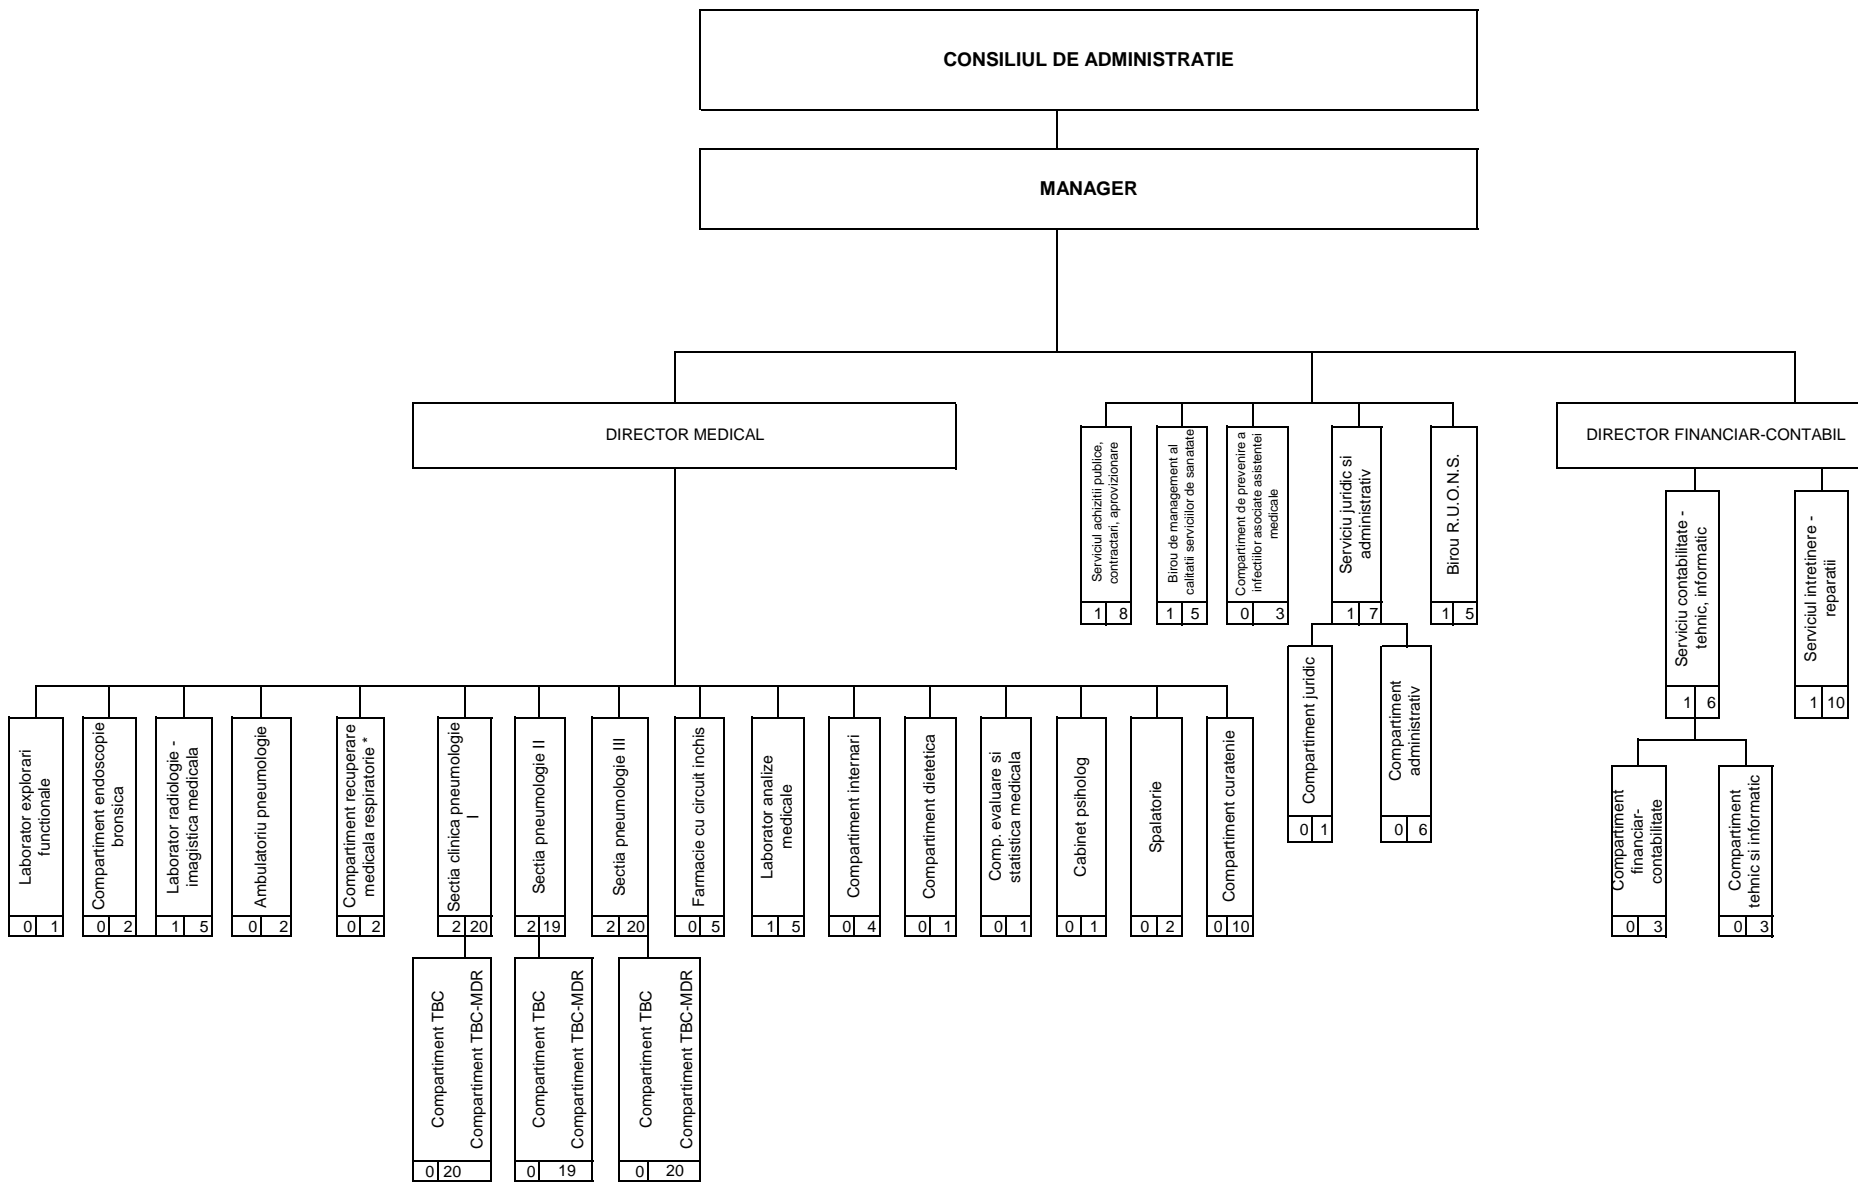 CONSILIUL DE ADMINISTRATIE
MANAGER
DIRECTOR MEDICAL
Serviciul achizitii publice,
contractari, aprovizionare
1 8
Birou de management al
calitatii serviciilor de sanatate
1 5
Compartiment de prevenire a
infectiilor asociate asistentei
medicale
0 3
Serviciu juridic si
administrativ
1 7
Birou R.U.O.N.S.
1 5
DIRECTOR FINANCIAR-CONTABIL
Serviciu contabilitate -
tehnic, informatic
1 6
Serviciul intretinere -
reparatii
1 10
Compartiment juridic
0 1
Compartiment
administrativ
0 6
Compartiment
financiar-
contabilitate
0 3
Compartiment
tehnic si informatic
0 3
Laborator explorari
functionale
0 1
Compartiment endoscopie
bronsica
0 2
Laborator radiologie -
imagistica medicala
1 5
Ambulatoriu pneumologie
0 2
Compartiment recuperare
medicala respiratorie *
0 2
Sectia clinica pneumologie
I
2 20
Sectia pneumologie II
2 19
Sectia pneumologie III
2 20
Farmacie cu circuit inchis
0 5
Laborator analize
medicale
1 5
Compartiment internari
0 4
Compartiment dietetica
0 1
Comp. evaluare si
statistica medicala
0 1
Cabinet psiholog
0 1
Spalatorie
0 2
Compartiment curatenie
0 10
Compartiment TBC
Compartiment TBC-MDR
0 20
Compartiment TBC
Compartiment TBC-MDR
0 19
Compartiment TBC
Compartiment TBC-MDR
0 20